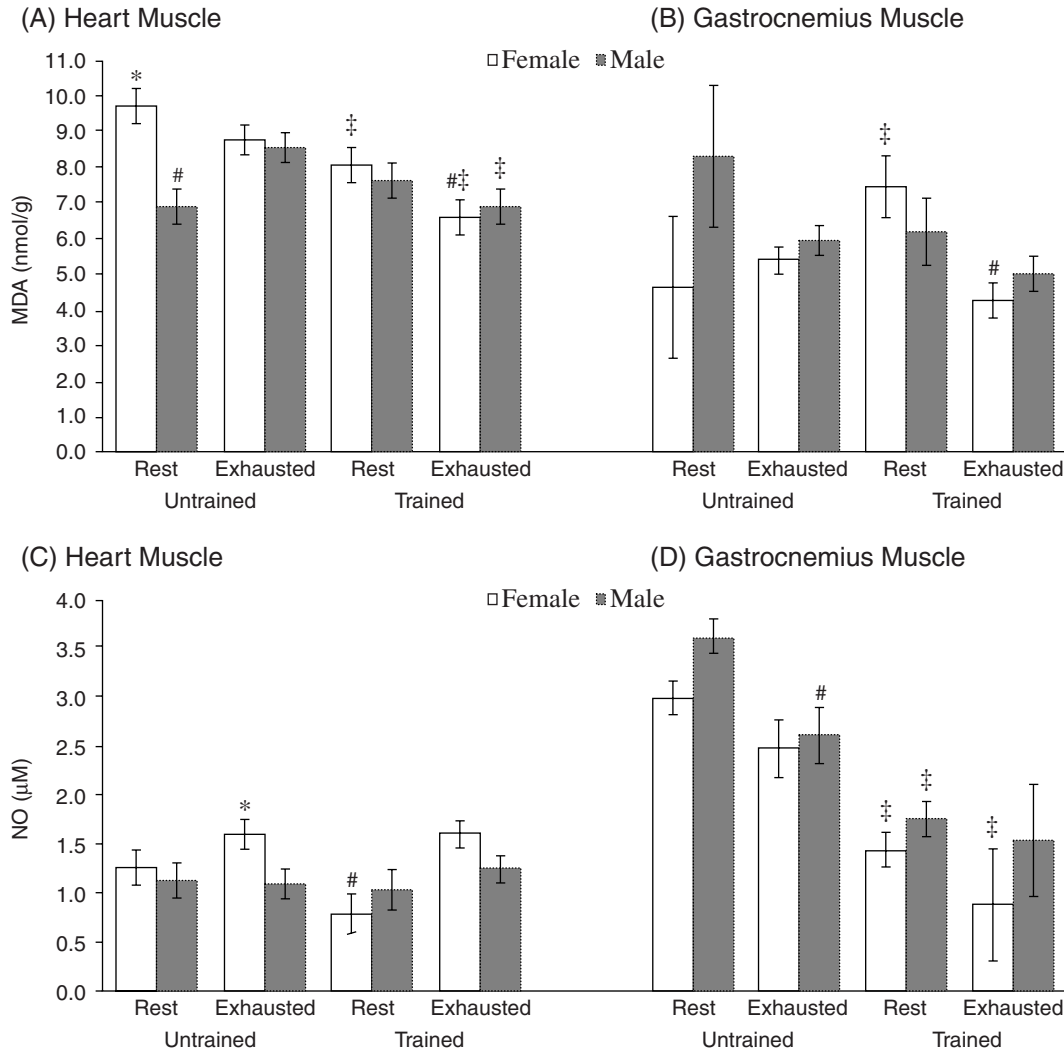 (A) Heart Muscle
(B) Gastrocnemius Muscle
Female Male
MDA (nmol/g)
11.0
10.0
9.0
8.0
7.0
6.0
5.0
4.0
3.0
2.0
1.0
0.0
*
#
‡
#‡
‡
‡
#
Rest Exhausted Rest Exhausted
Untrained Trained
Rest Exhausted Rest Exhausted
Untrained Trained
(C) Heart Muscle
(D) Gastrocnemius Muscle
Female Male
NO (μM)
4.0
3.5
3.0
2.5
2.0
1.5
1.0
0.5
0.0
*
#
#
‡
‡
‡
Rest Exhausted Rest Exhausted
Untrained Trained
Rest Exhausted Rest Exhausted
Untrained Trained